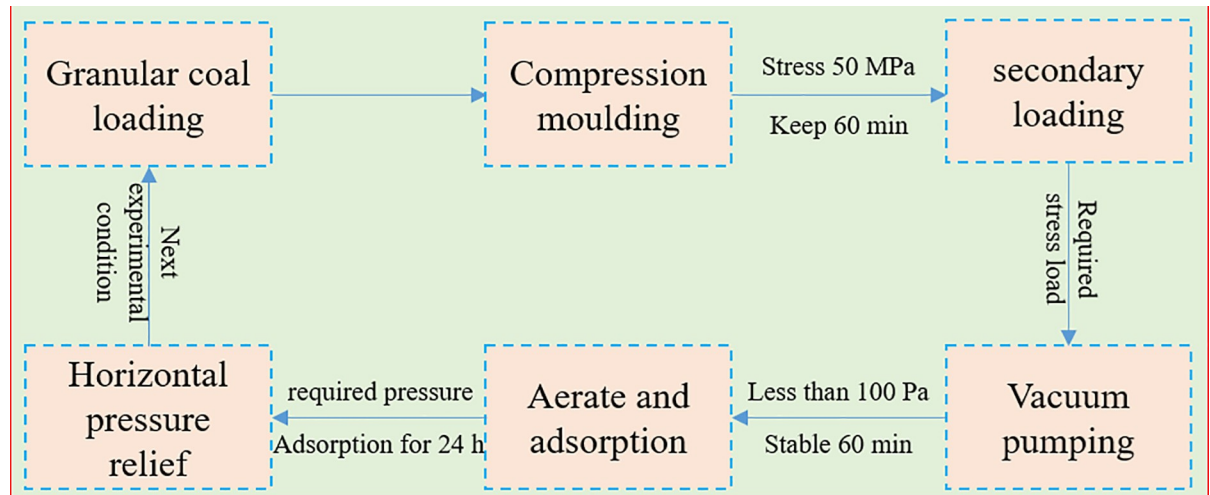 Granular coal
loading
Compression
moulding
Stress 50 MPa
Keep 60 min
secondary
loading
Required
stress load
Vacuum
pumping
Less than 100 Pa
Stable 60 min
Aerate and
adsorption
required pressure
Adsorption for 24 h
Horizontal
pressure
relief
Next
experimental
condition